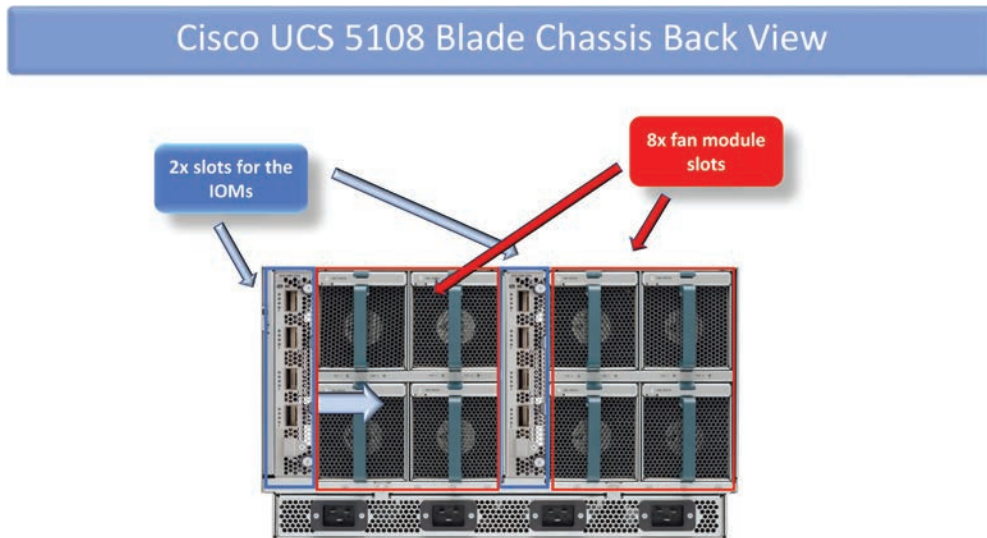 Cisco UCS 5108 Blade Chassis Back View
2x slots for the
IOMs
8x fan module
slots